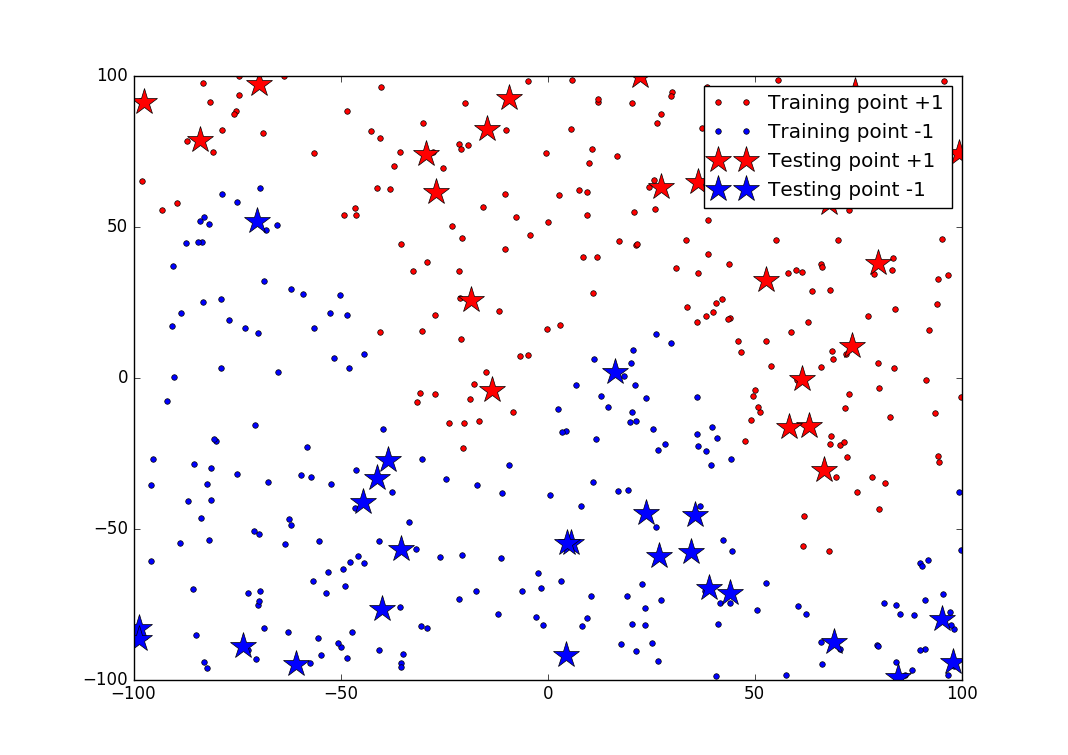 100
50
0
−50
−100
−100
−50
0
50
100
Training point +1
Training point -1
Testing point +1
Testing point -1